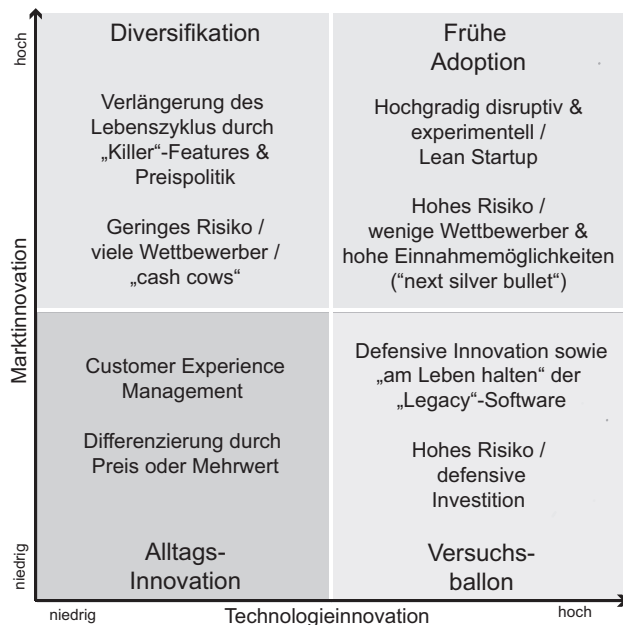 Diversifikation
Verlängerung des
Lebenszyklus durch
„Killer“-Features &
Preispolitik
Geringes Risiko /
viele Wettbewerber /
„cash cows“
Frühe
Adoption
Hochgradig disruptiv &
experimentell /
Lean Startup
Hohes Risiko /
wenige Wettbewerber &
hohe Einnahmemöglichkeiten
(“next silver bullet“)
Customer Experience
Management
Differenzierung durch
Preis oder Mehrwert
Alltags-
Innovation
Defensive Innovation sowie
„am Leben halten“ der
„Legacy“-Software
Hohes Risiko /
defensive
Investition
Versuchs-
ballon
hoch
Marktinnovation
niedrig
niedrig
Technologieinnovation
hoch